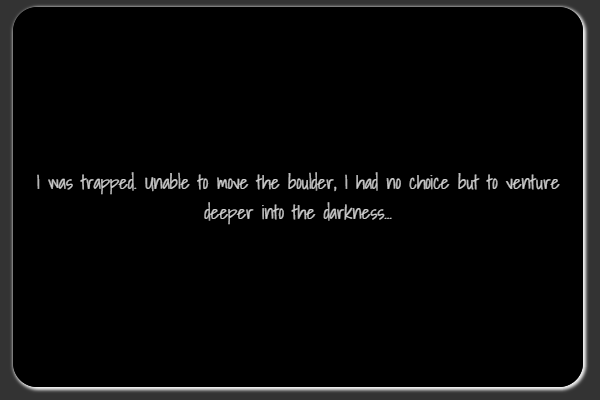 I was trapped. Unable to move the boulder, I had no choice but to venture
deeper into the darkness...